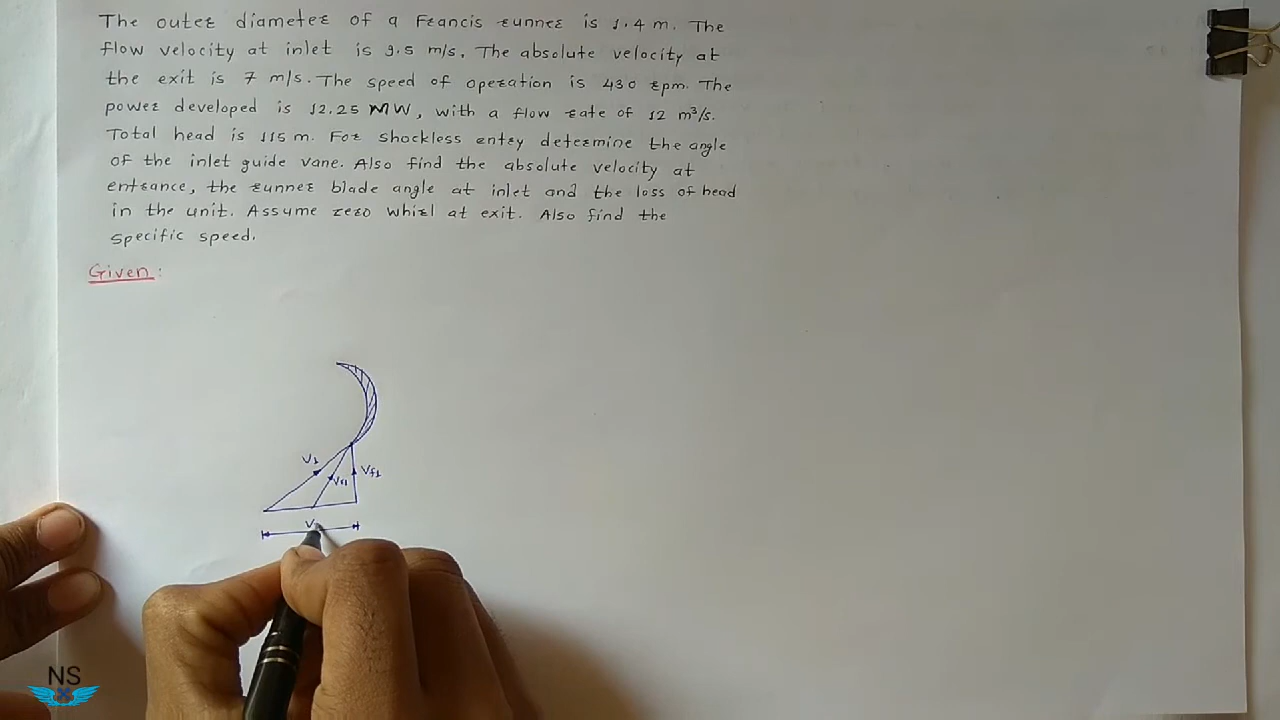 The outer diameter of a Francis runner is 1.4 m. The
flow velocity at inlet is 9.5 m/s. The absolute velocity at
the exit is 7 m/s. The speed of operation is 430 rpm. The
power developed is 12.25 MW, with a flow rate of 12 m³/s.
Total head is 115 m. For shockless entry determine the angle
of the inlet guide vane. Also find the absolute velocity at
entrance, the runner blade angle at inlet and the loss of head
in the unit. Assume zero whirl at exit. Also find the
specific speed.
Given:
V1
Vr1
Vf1
V
NS